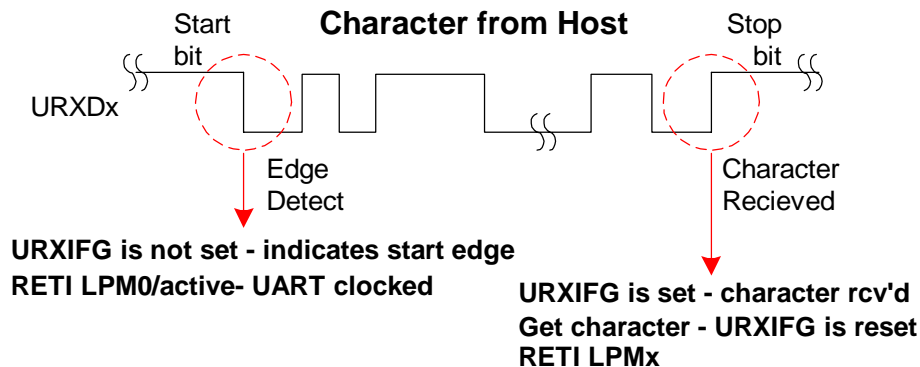 Character from Host
Start
bit
Stop
bit
URXDx
Edge
Detect
Character
Recieved
URXIFG is not set - indicates start edge
RETI LPM0/active- UART clocked
URXIFG is set - character rcv'd
Get character - URXIFG is reset
RETI LPMx